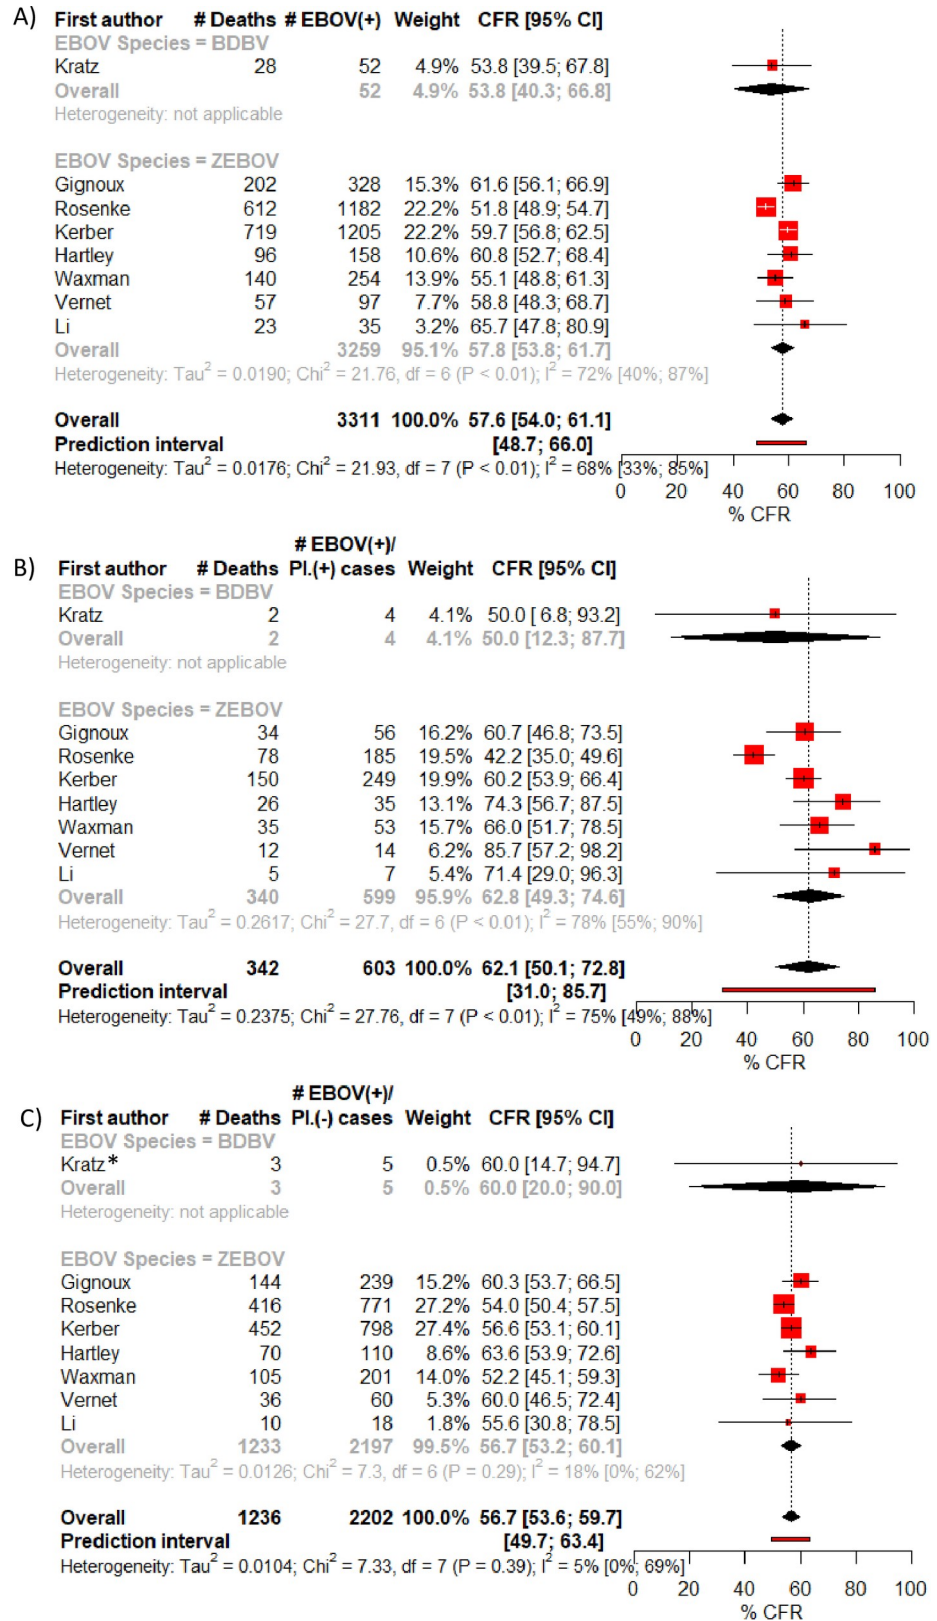 A) First author # Deaths # EBOV(+) Weight CFR [95% CI]
EBOV Species = BDBV
Kratz 28 52 4.9% 53.8 [39.5; 67.8]
Overall 52 4.9% 53.8 [40.3; 66.8]
Heterogeneity: not applicable
EBOV Species = ZEBOV
Gignoux 202 328 15.3% 61.6 [56.1; 66.9]
Rosenke 612 1182 22.2% 51.8 [48.9; 54.7]
Kerber 719 1205 22.2% 59.7 [56.8; 62.5]
Hartley 96 158 10.6% 60.8 [52.7; 68.4]
Waxman 140 254 13.9% 55.1 [48.8; 61.3]
Vernet 57 97 7.7% 58.8 [48.3; 68.7]
Li 23 35 3.2% 65.7 [47.8; 80.9]
Overall 3259 95.1% 57.8 [53.8; 61.7]
Heterogeneity: Tau² = 0.0190; Chi² = 21.76, df = 6 (P < 0.01); I² = 72% [40%; 87%]
Overall 3311 100.0% 57.6 [54.0; 61.1]
Prediction interval [48.7; 66.0]
Heterogeneity: Tau² = 0.0176; Chi² = 21.93, df = 7 (P < 0.01); I² = 68% [33%; 85%]
0 20 40 60 80 100
% CFR
# EBOV(+)/
B) First author # Deaths Pl.(+) cases Weight CFR [95% CI]
EBOV Species = BDBV
Kratz 2 4 4.1% 50.0 [ 6.8; 93.2]
Overall 2 4 4.1% 50.0 [12.3; 87.7]
Heterogeneity: not applicable
EBOV Species = ZEBOV
Gignoux 34 56 16.2% 60.7 [46.8; 73.5]
Rosenke 78 185 19.5% 42.2 [35.0; 49.6]
Kerber 150 249 19.9% 60.2 [53.9; 66.4]
Hartley 26 35 13.1% 74.3 [56.7; 87.5]
Waxman 35 53 15.7% 66.0 [51.7; 78.5]
Vernet 12 14 6.2% 85.7 [57.2; 98.2]
Li 5 7 5.4% 71.4 [29.0; 96.3]
Overall 340 599 95.9% 62.8 [49.3; 74.6]
Heterogeneity: Tau² = 0.2617; Chi² = 27.7, df = 6 (P < 0.01); I² = 78% [55%; 90%]
Overall 342 603 100.0% 62.1 [50.1; 72.8]
Prediction interval [31.0; 85.7]
Heterogeneity: Tau² = 0.2375; Chi² = 27.76, df = 7 (P < 0.01); I² = 75% [49%; 88%]
0 20 40 60 80 100
% CFR
# EBOV(+)/
C) First author # Deaths Pl.(-) cases Weight CFR [95% CI]
EBOV Species = BDBV
Kratz* 3 5 0.5% 60.0 [14.7; 94.7]
Overall 3 5 0.5% 60.0 [20.0; 90.0]
Heterogeneity: not applicable
EBOV Species = ZEBOV
Gignoux 144 239 15.2% 60.3 [53.7; 66.5]
Rosenke 416 771 27.2% 54.0 [50.4; 57.5]
Kerber 452 798 27.4% 56.6 [53.1; 60.1]
Hartley 70 110 8.6% 63.6 [53.9; 72.6]
Waxman 105 201 14.0% 52.2 [45.1; 59.3]
Vernet 36 60 5.3% 60.0 [46.5; 72.4]
Li 10 18 1.8% 55.6 [30.8; 78.5]
Overall 1233 2197 99.5% 56.7 [53.2; 60.1]
Heterogeneity: Tau² = 0.0126; Chi² = 7.3, df = 6 (P = 0.29); I² = 18% [0%; 62%]
Overall 1236 2202 100.0% 56.7 [53.6; 59.7]
Prediction interval [49.7; 63.4]
Heterogeneity: Tau² = 0.0104; Chi² = 7.33, df = 7 (P = 0.39); I² = 5% [0%; 69%]
0 20 40 60 80 100
% CFR